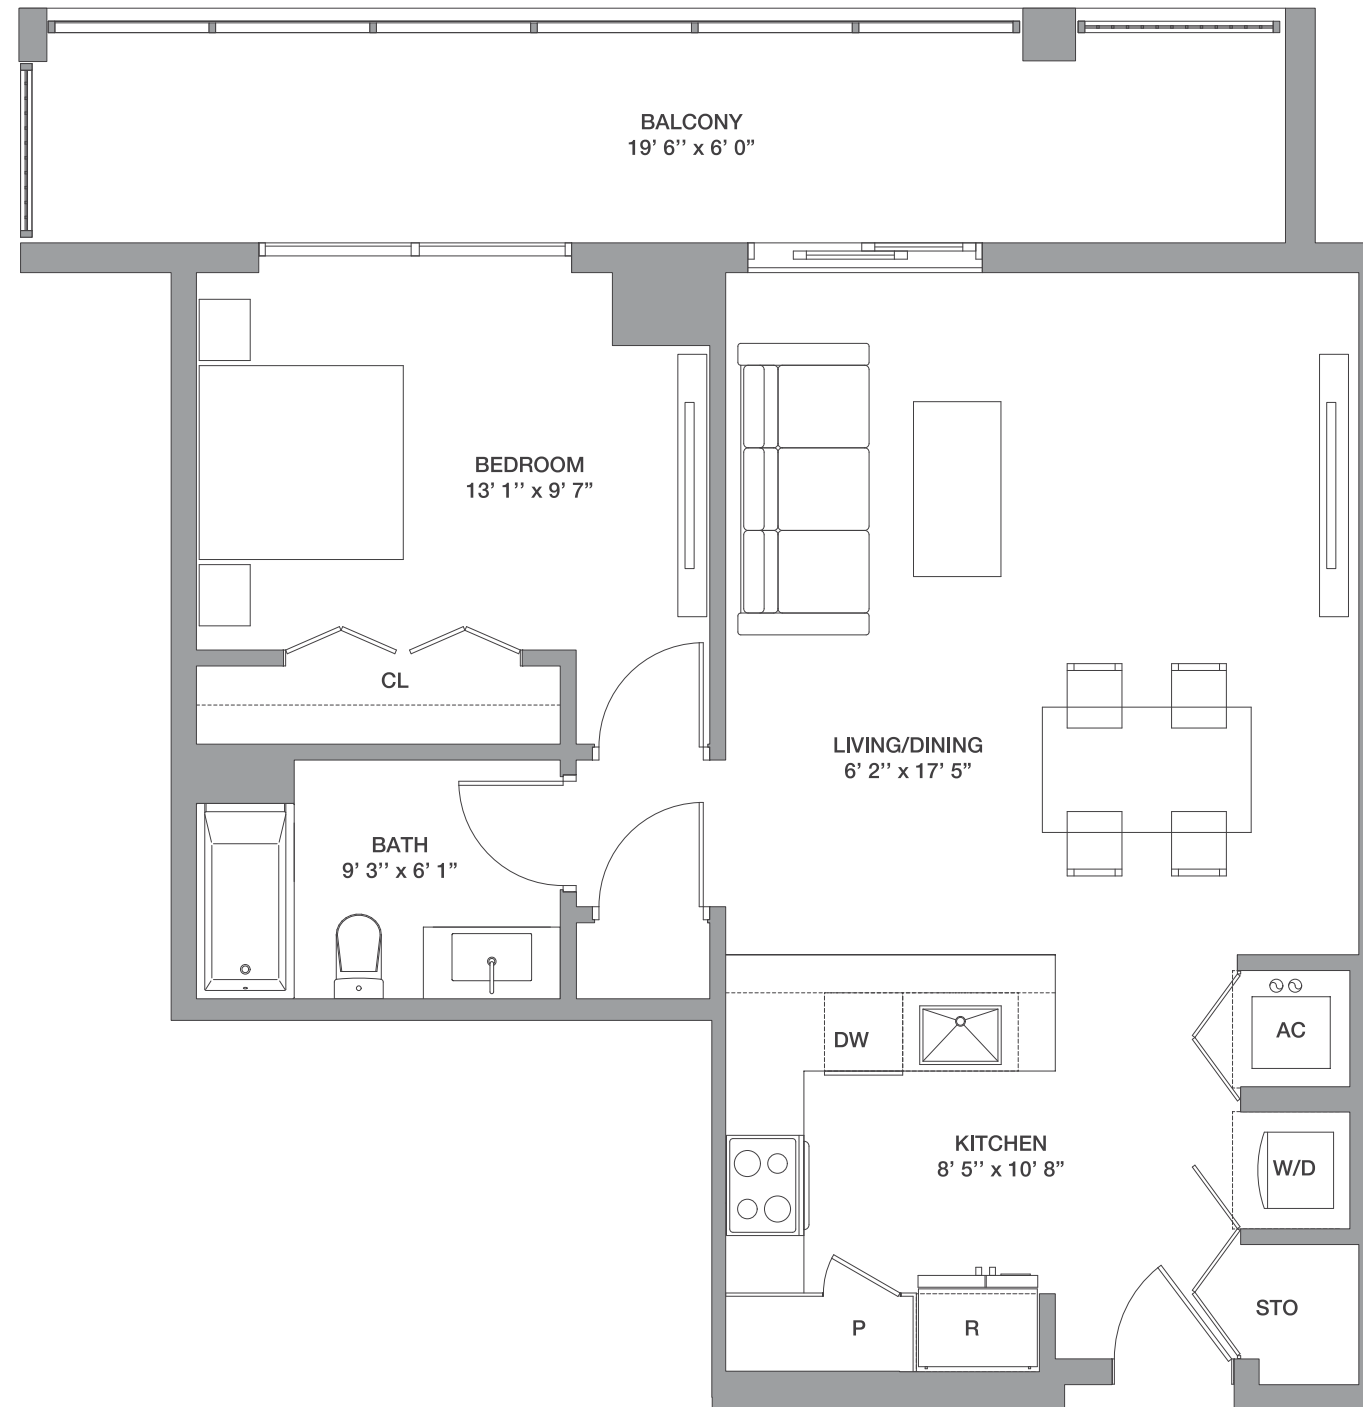 BALCONY
19’ 6’’ x 6’ 0”
BEDROOM
13’ 1’’ x 9’ 7”
CL
LIVING/DINING
6’ 2’’ x 17’ 5”
BATH
9’ 3’’ x 6’ 1”
DW
AC
KITCHEN
8’ 5’’ x 10’ 8”
W/D
STO
P
R